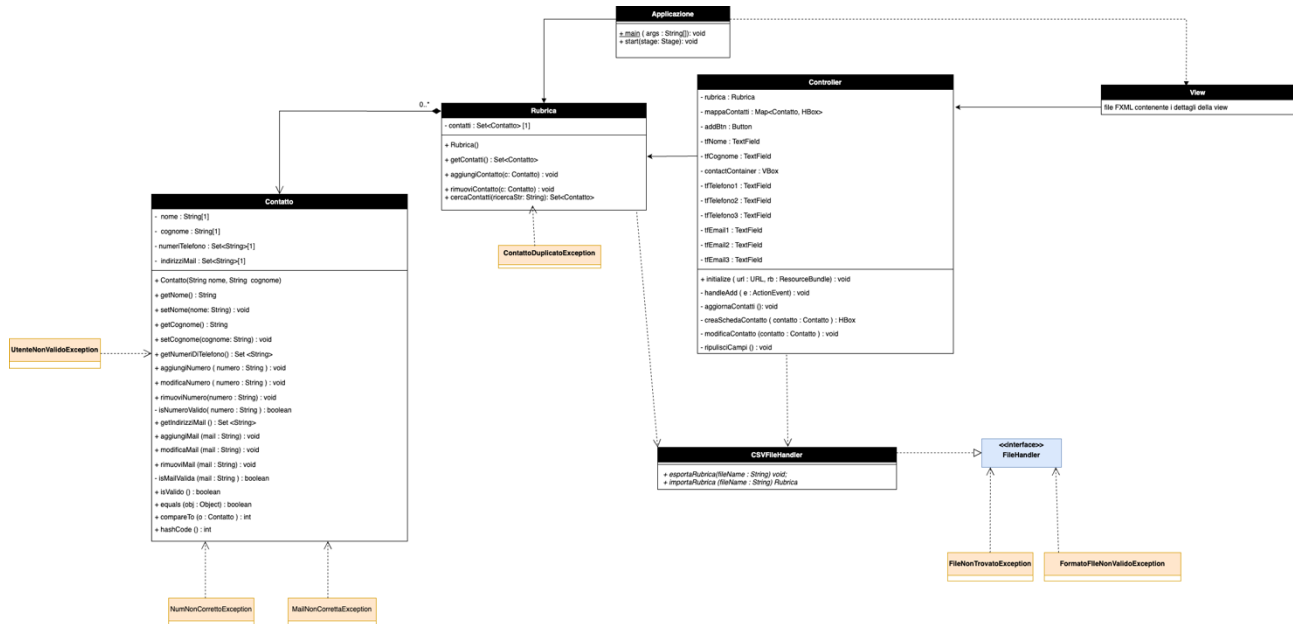 Applicazione
+ main ( args : String[]): void
+ start(stage: Stage): void
Controller
- rubrica : Rubrica
- mappaContatti : Map<Contatto, HBox>
- addBtn : Button
- tfNome : TextField
- tfCognome : TextField
- contactContainer : VBox
- tfTelefono1 : TextField
- tfTelefono2 : TextField
- tfTelefono3 : TextField
- tfEmail1 : TextField
- tfEmail2 : TextField
- tfEmail3 : TextField
+ initialize ( url : URL, rb : ResourceBundle) : void
- handleAdd ( e : ActionEvent) : void
- aggiornaContatti (): void
- creaSchedaContatto ( contatto : Contatto ) : HBox
- modificaContatto (contatto : Contatto ) : void
- ripulisciCampi () : void
View
file FXML contenente i dettagli della view
0..*
Rubrica
- contatti : Set<Contatto> [1]
+ Rubrica()
+ getContatti() : Set<Contatto>
+ aggiungiContatto(c: Contatto) : void
+ rimuoviContatto(c: Contatto) : void
+ cercaContatti(ricercaStr: String): Set<Contatto>
ContattoDuplicatoException
Contatto
- nome : String[1]
- cognome : String[1]
- numeriTelefono : Set<String>[1]
- indirizziMail : Set<String>[1]
+ Contatto(String nome, String cognome)
+ getNome() : String
+ setNome(nome: String) : void
+ getCognome() : String
+ setCognome(cognome: String) : void
+ getNumeriDiTelefono() : Set <String>
+ aggiungiNumero ( numero : String ) : void
+ modificaNumero ( numero : String ) : void
+ rimuoviNumero(numero : String) : void
- isNumeroValido( numero : String ) : boolean
+ getIndirizziMail () : Set <String>
+ aggiungiMail (mail : String) : void
+ modificaMail (mail : String) : void
+ rimuoviMail (mail : String) : void
- isMailValida (mail : String ) : boolean
+ isValido () : boolean
+ equals (obj : Object) : boolean
+ compareTo (o : Contatto ) : int
+ hashCode () : int
UtenteNonValidoException
NumNonCorrettoException
MailNonCorrettaException
CSVFileHandler
+ esportaRubrica(fileName : String) void;
+ importaRubrica (fileName : String) Rubrica
<<interface>>
FileHandler
FileNonTrovatoException
FormatoFileNonValidoException